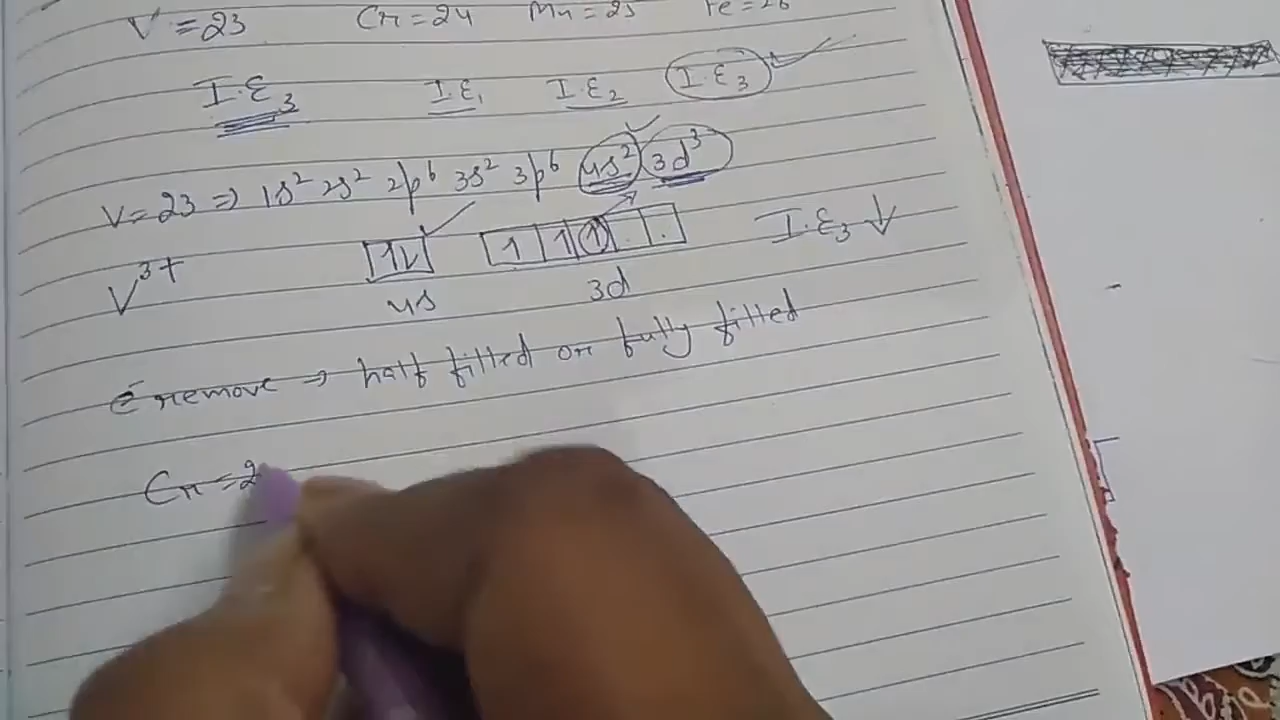 V = 23 Cr = 24 Mn = 25 Fe = 26
I.E₃ I.E₁ I.E₂ I.E₃
V = 23 ⇒ 1s² 2s² 2p⁶ 3s² 3p⁶ 4s² 3d³
V³⁺ 1↓ 1 1 1 . . I.E₃ ↓
4s 3d
é remove → half filled or fully filled
Cr = 2